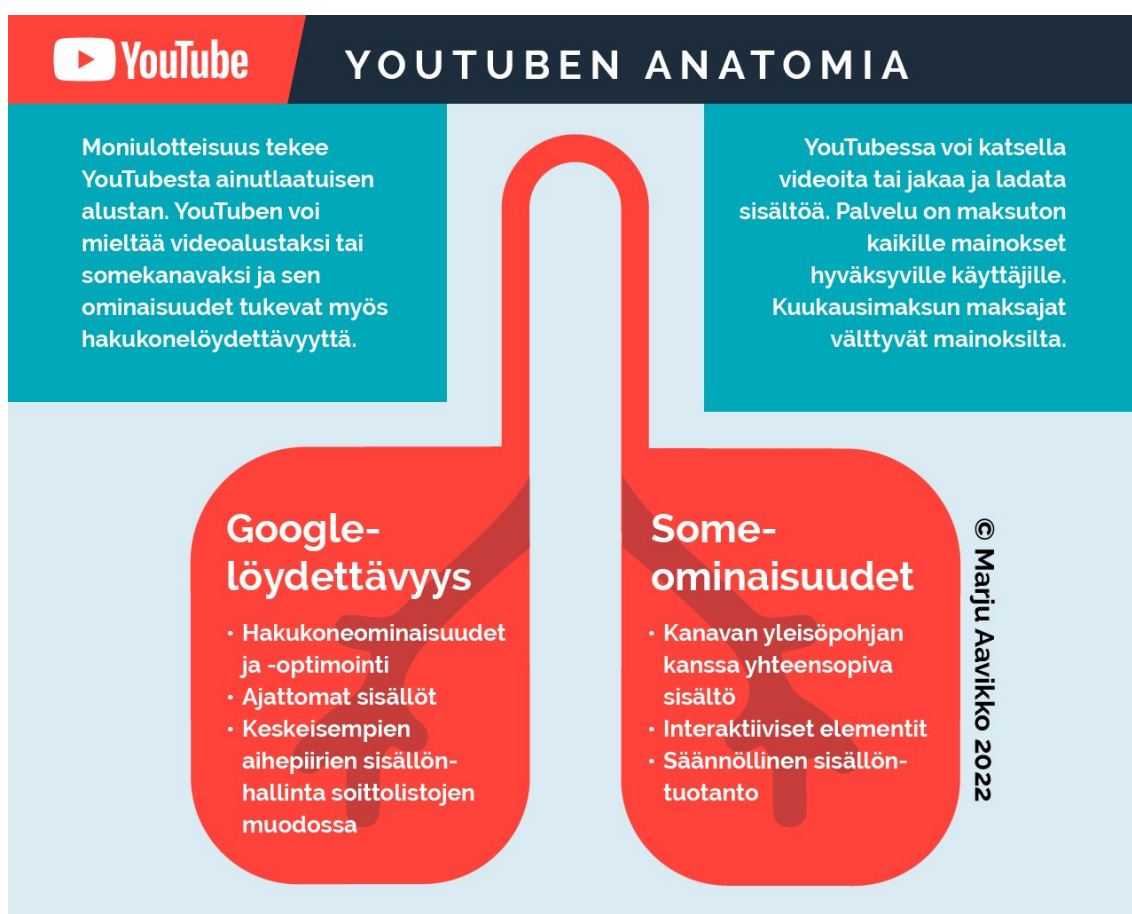 YouTube
YOUTUBEN ANATOMIA
Moniulotteisuus tekee
YouTubesta ainutlaatuisen
alustan. YouTuben voi
mieltää videoalustaksi tai
somekanavaksi ja sen
ominaisuudet tukevat myös
hakukonelöydettävyyttä.
YouTubessa voi katsella
videoita tai jakaa ja ladata
sisältöä. Palvelu on maksuton
kaikille mainokset
hyväksyville käyttäjille.
Kuukausimaksun maksajat
välttyvät mainoksilta.
Google-
löydettävyys
• Hakukoneominaisuudet
ja -optimointi
• Ajattomat sisällöt
• Keskeisempien
aihepiirien sisällön-
hallinta soittolistojen
muodossa
Some-
ominaisuudet
• Kanavan yleisöpohjan
kanssa yhteensopiva
sisältö
• Interaktiiviset elementit
• Säännöllinen sisällön-
tuotanto
© Marju Aavikko 2022